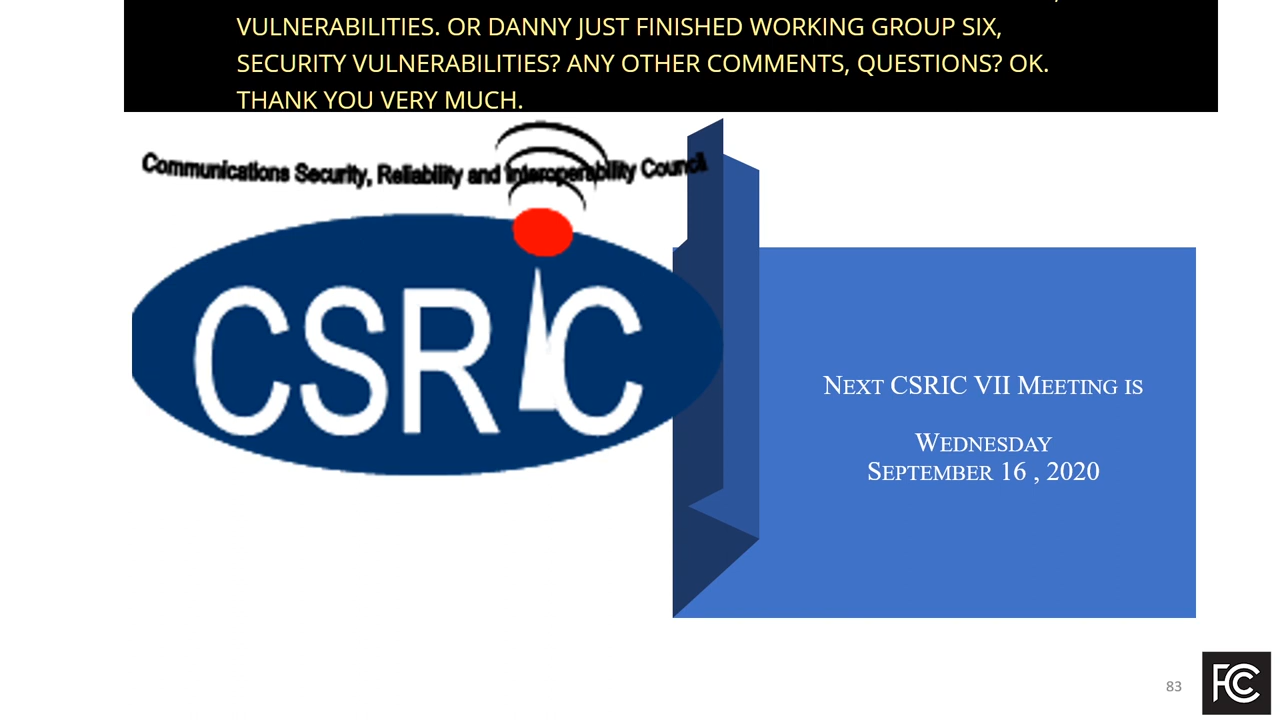 VULNERABILITIES. OR DANNY JUST FINISHED WORKING GROUP SIX,
SECURITY VULNERABILITIES? ANY OTHER COMMENTS, QUESTIONS? OK.
THANK YOU VERY MUCH.
Communications Security, Reliability and Interoperability Council
CSRIC
NEXT CSRIC VII MEETING IS
WEDNESDAY
SEPTEMBER 16 , 2020
83
FCC